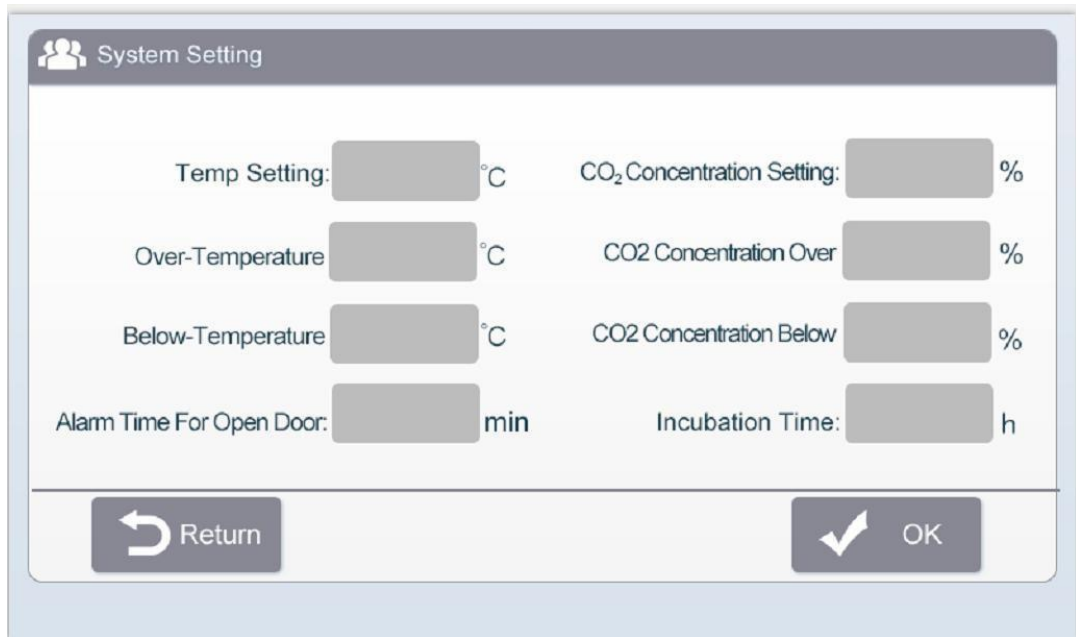 System Setting
Temp Setting: °C CO₂ Concentration Setting: %
Over-Temperature °C CO2 Concentration Over %
Below-Temperature °C CO2 Concentration Below %
Alarm Time For Open Door: min Incubation Time: h
Return OK